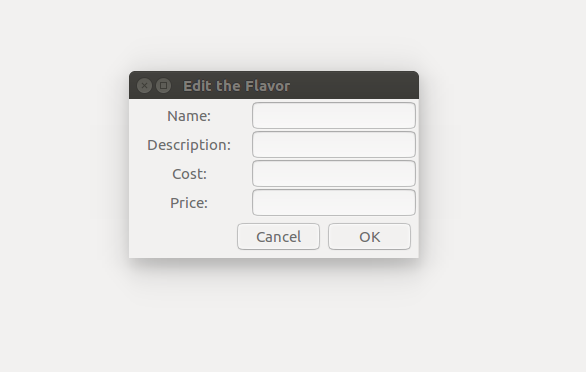 Edit the Flavor
Name:
Description:
Cost:
Price:
Cancel OK